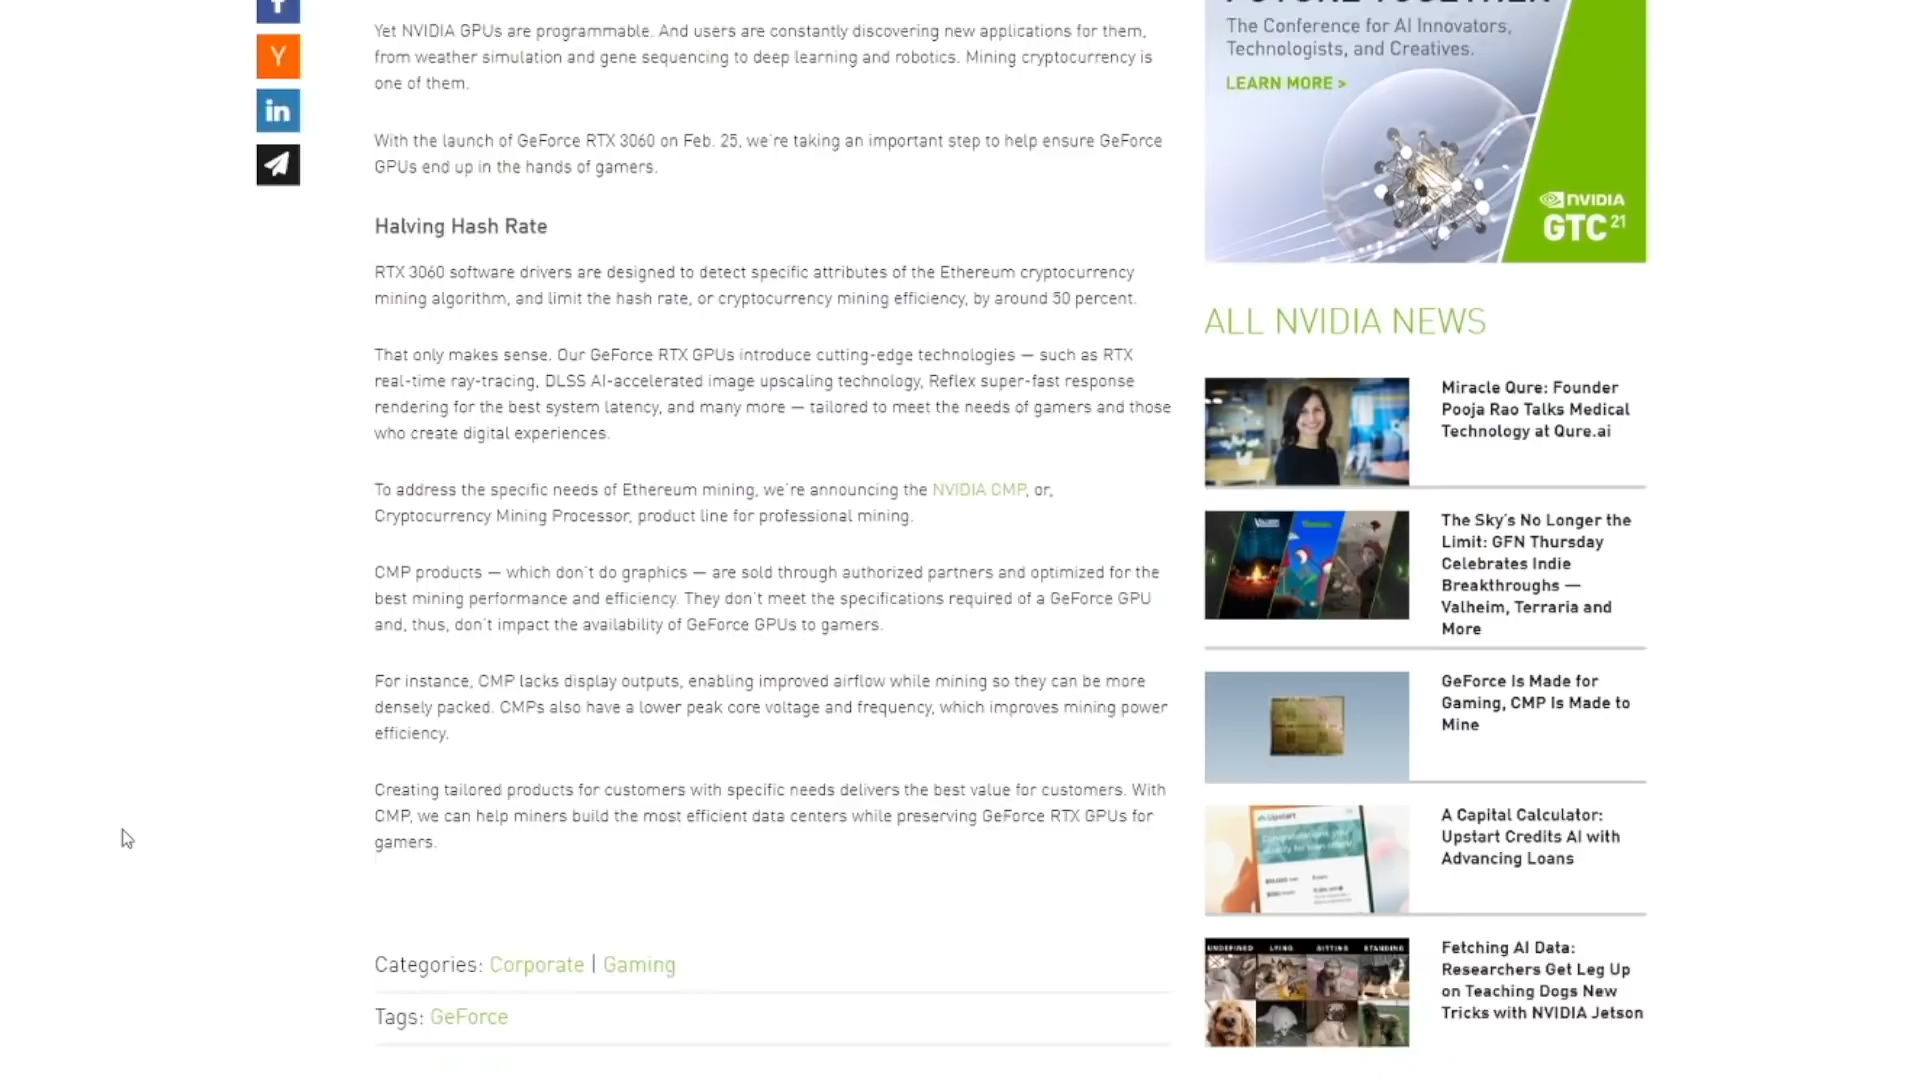 Yet NVIDIA GPUs are programmable. And users are constantly discovering new applications for them,
from weather simulation and gene sequencing to deep learning and robotics. Mining cryptocurrency is
one of them.
With the launch of GeForce RTX 3060 on Feb. 25, we're taking an important step to help ensure GeForce
GPUs end up in the hands of gamers.
Halving Hash Rate
RTX 3060 software drivers are designed to detect specific attributes of the Ethereum cryptocurrency
mining algorithm, and limit the hash rate, or cryptocurrency mining efficiency, by around 50 percent.
That only makes sense. Our GeForce RTX GPUs introduce cutting-edge technologies — such as RTX
real-time ray-tracing, DLSS AI-accelerated image upscaling technology, Reflex super-fast response
rendering for the best system latency, and many more — tailored to meet the needs of gamers and those
who create digital experiences.
To address the specific needs of Ethereum mining, we're announcing the NVIDIA CMP, or,
Cryptocurrency Mining Processor, product line for professional mining.
CMP products — which don't do graphics — are sold through authorized partners and optimized for the
best mining performance and efficiency. They don't meet the specifications required of a GeForce GPU
and, thus, don't impact the availability of GeForce GPUs to gamers.
For instance, CMP lacks display outputs, enabling improved airflow while mining so they can be more
densely packed. CMPs also have a lower peak core voltage and frequency, which improves mining power
efficiency.
Creating tailored products for customers with specific needs delivers the best value for customers. With
CMP, we can help miners build the most efficient data centers while preserving GeForce RTX GPUs for
gamers.
Categories: Corporate | Gaming
Tags: GeForce
The Conference for AI Innovators,
Technologists, and Creatives.
LEARN MORE >
NVIDIA
GTC 21
ALL NVIDIA NEWS
Miracle Qure: Founder
Pooja Rao Talks Medical
Technology at Qure.ai
The Sky's No Longer the
Limit: GFN Thursday
Celebrates Indie
Breakthroughs —
Valheim, Terraria and
More
GeForce Is Made for
Gaming, CMP Is Made to
Mine
Upstart
A Capital Calculator:
Upstart Credits AI with
Advancing Loans
UNDEFINED LYING SITTING STANDING
Fetching AI Data:
Researchers Get Leg Up
on Teaching Dogs New
Tricks with NVIDIA Jetson